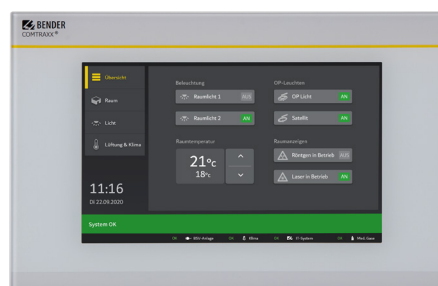 BENDER
COMTRAXX®
Übersicht
Raum
Licht
Lüftung & Klima
11:16
DI 22.09.2020
Beleuchtung
Raumlicht 1 AUS
Raumlicht 2 AN
Raumtemperatur
21°C
18°C
OP-Leuchten
OP Licht AN
Satellit AN
Raumanzeigen
Röntgen in Betrieb AUS
Laser in Betrieb AN
System OK
BSV-Anlage Klima IT-System Med. Gase